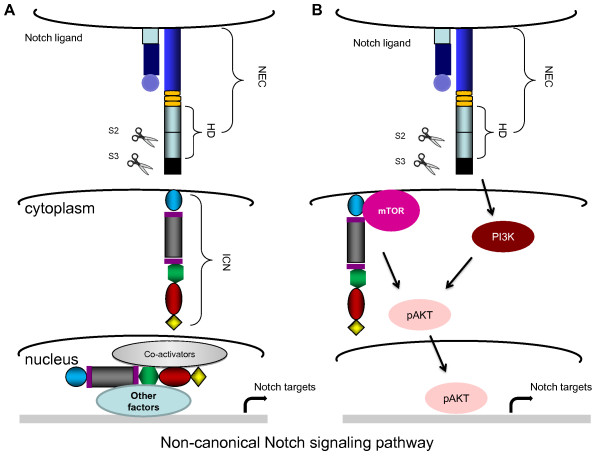 A
Notch ligand
NEC
HD
S2
S3
cytoplasm
ICN
nucleus
Co-activators
Other
factors
Notch targets
B
Notch ligand
NEC
HD
S2
S3
mTOR
PI3K
pAKT
pAKT
Notch targets
Non-canonical Notch signaling pathway